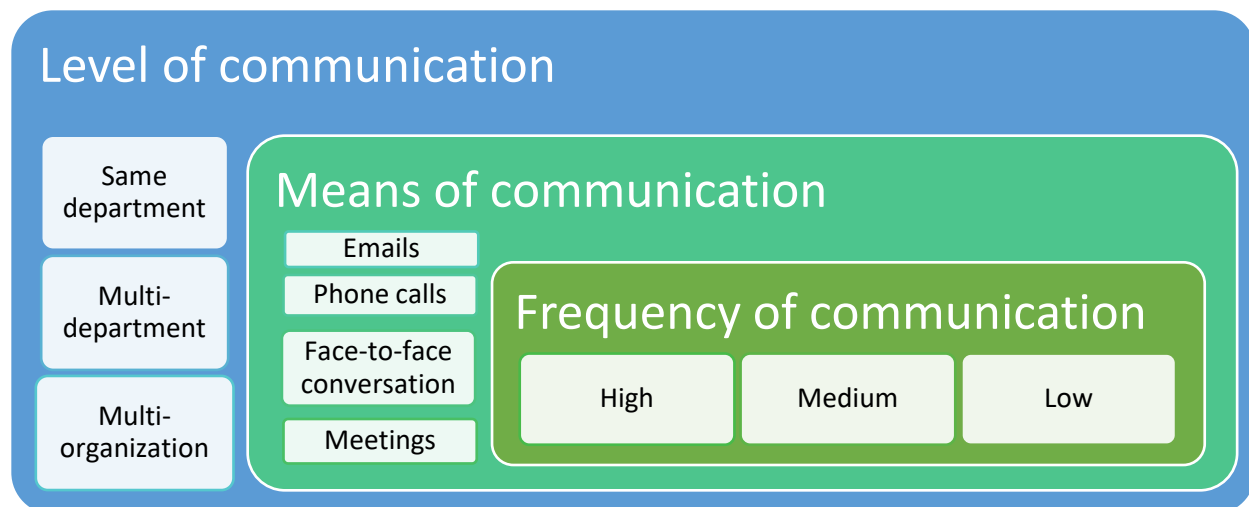 Level of communication
Same
department
Multi-
department
Multi-
organization
Means of communication
Emails
Phone calls
Face-to-face
conversation
Meetings
Frequency of communication
High
Medium
Low